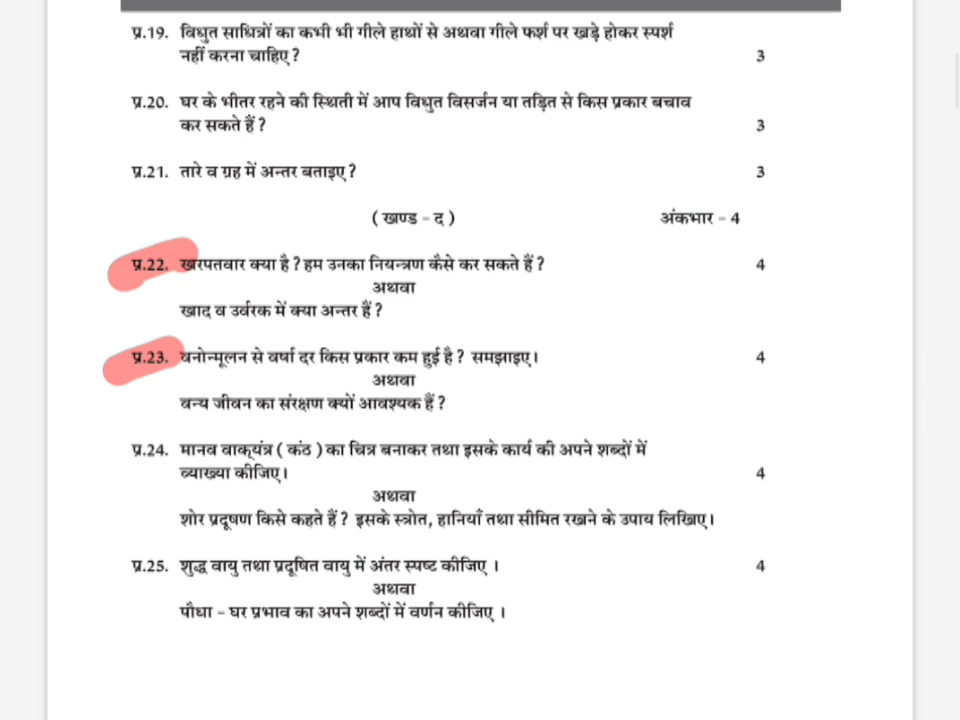 प्र.19. विधुत साधित्रों का कभी भी गीले हाथों से अथवा गीले फर्श पर खड़े होकर स्पर्श
नहीं करना चाहिए ? 3
प्र.20. घर के भीतर रहने की स्थिती में आप विधुत विसर्जन या तड़ित से किस प्रकार बचाव
कर सकते हैं ? 3
प्र.21. तारे व ग्रह में अन्तर बताइए ? 3
( खण्ड - द ) अंकभार - 4
प्र.22. खरपतवार क्या है ? हम उनका नियन्त्रण कैसे कर सकते हैं ? 4
अथवा
खाद व उर्वरक में क्या अन्तर हैं ?
प्र.23. वनोन्मूलन से वर्षा दर किस प्रकार कम हुई है ? समझाइए। 4
अथवा
वन्य जीवन का संरक्षण क्यों आवश्यक हैं ?
प्र.24. मानव वाक्‌यंत्र ( कंठ ) का चित्र बनाकर तथा इसके कार्य की अपने शब्दों में
व्याख्या कीजिए। 4
अथवा
शोर प्रदूषण किसे कहते हैं ? इसके स्त्रोत, हानियाँ तथा सीमित रखने के उपाय लिखिए।
प्र.25. शुद्ध वायु तथा प्रदूषित वायु में अंतर स्पष्ट कीजिए । 4
अथवा
पौधा - घर प्रभाव का अपने शब्दों में वर्णन कीजिए ।